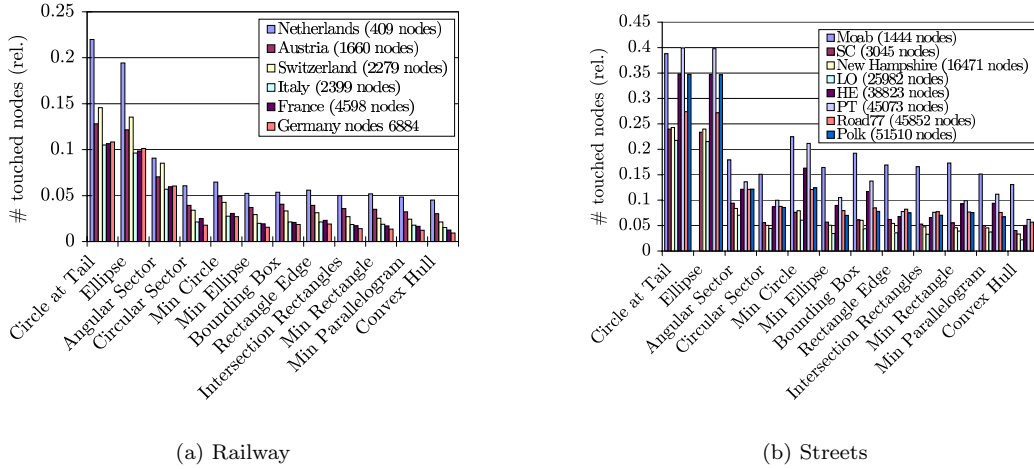 # touched nodes (rel.)
0.25
0.2
0.15
0.1
0.05
0
Netherlands (409 nodes)
Austria (1660 nodes)
Switzerland (2279 nodes)
Italy (2399 nodes)
France (4598 nodes)
Germany nodes 6884
Circle at Tail
Ellipse
Angular Sector
Circular Sector
Min Circle
Min Ellipse
Bounding Box
Rectangle Edge
Intersection Rectangles
Min Rectangle
Min Parallelogram
Convex Hull
(a) Railway
# touched nodes (rel.)
0.45
0.4
0.35
0.3
0.25
0.2
0.15
0.1
0.05
0
Moab (1444 nodes)
SC (3045 nodes)
New Hampshire (16471 nodes)
LO (25982 nodes)
HE (38823 nodes)
PT (45073 nodes)
Road77 (45852 nodes)
Polk (51510 nodes)
Circle at Tail
Ellipse
Angular Sector
Circular Sector
Min Circle
Min Ellipse
Bounding Box
Rectangle Edge
Intersection Rectangles
Min Rectangle
Min Parallelogram
Convex Hull
(b) Streets